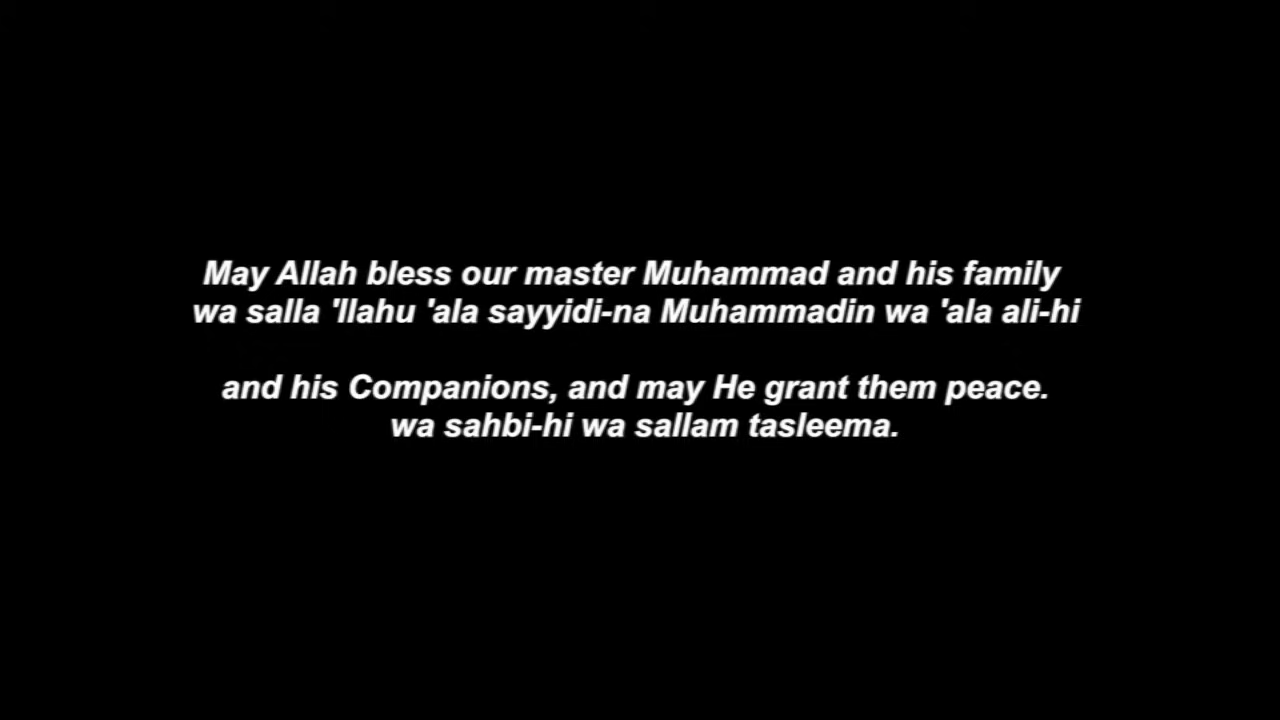 May Allah bless our master Muhammad and his family
wa salla 'llahu 'ala sayyidi-na Muhammadin wa 'ala ali-hi
and his Companions, and may He grant them peace.
wa sahbi-hi wa sallam tasleema.